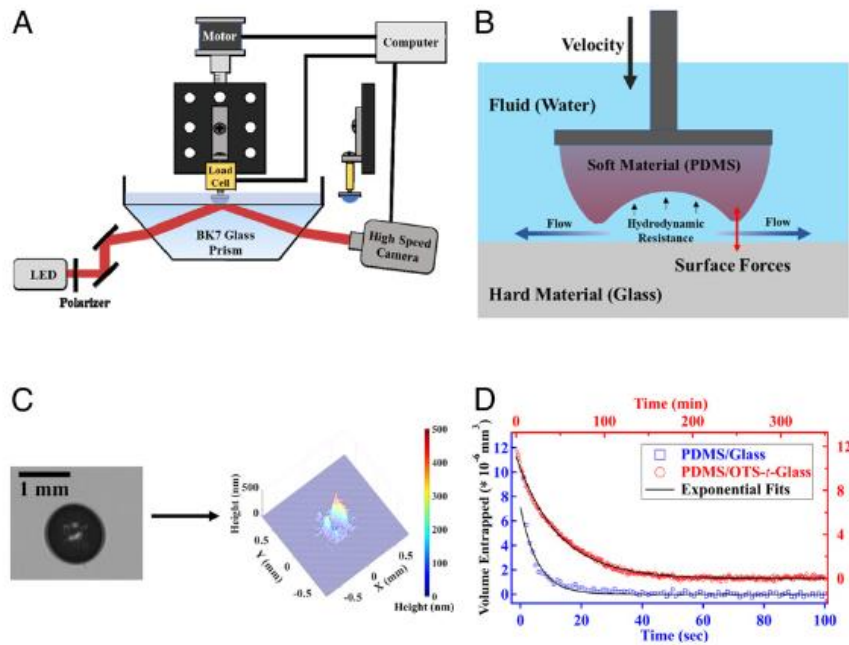 A
Motor
Computer
Load
Cell
BK7 Glass
Prism
LED
Polarizer
High Speed
Camera
B
Velocity
Fluid (Water)
Soft Material (PDMS)
Flow
Hydrodynamic
Resistance
Flow
Surface Forces
Hard Material (Glass)
C
1 mm
Height (nm)
500
0
0.5
0
-0.5
Y (mm)
-0.5
0
0.5
X (mm)
500
400
300
200
100
0
Height (nm)
D
Time (min)
0 100 200 300
Volume Entrapped (* 10⁻⁶ mm³)
12
10
8
6
4
2
0
12
8
4
0
PDMS/Glass
PDMS/OTS-t-Glass
Exponential Fits
0 20 40 60 80 100
Time (sec)